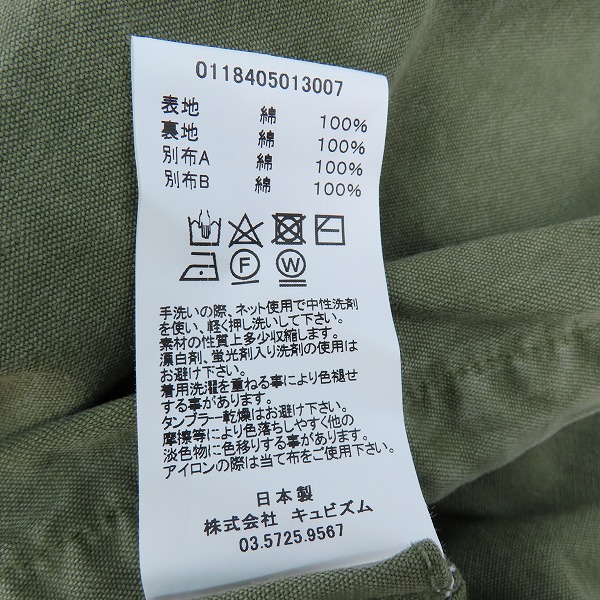 0118405013007
表地 綿 100%
裏地 綿 100%
別布A 綿 100%
別布B 綿 100%
F W
手洗いの際、ネット使用で中性洗剤
を使い、軽く押し洗いして下さい。
素材の性質上多少収縮します。
漂白剤、蛍光剤入り洗剤の使用は
お避け下さい。
着用洗濯を重ねる事により色褪せ
する事があります。
タンブラー乾燥はお避け下さい。
摩擦等により色落ちしやすく他の
淡色物に色移りする事があります。
アイロンの際は当て布をご使用下さい。
日本製
株式会社 キュビズム
03.5725.9567